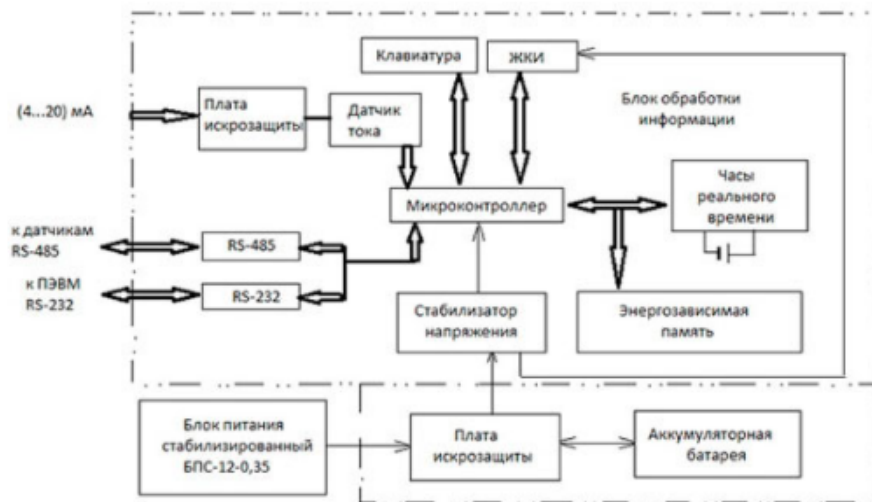 Клавиатура
ЖКИ
(4...20) мА
Плата
искрозащиты
Датчик
тока
Блок обработки
информации
Микроконтроллер
Часы
реального
времени
к датчикам
RS-485
RS-485
к ПЭВМ
RS-232
RS-232
Стабилизатор
напряжения
Энергозависимая
память
Блок питания
стабилизированный
БПС-12-0,35
Плата
искрозащиты
Аккумуляторная
батарея